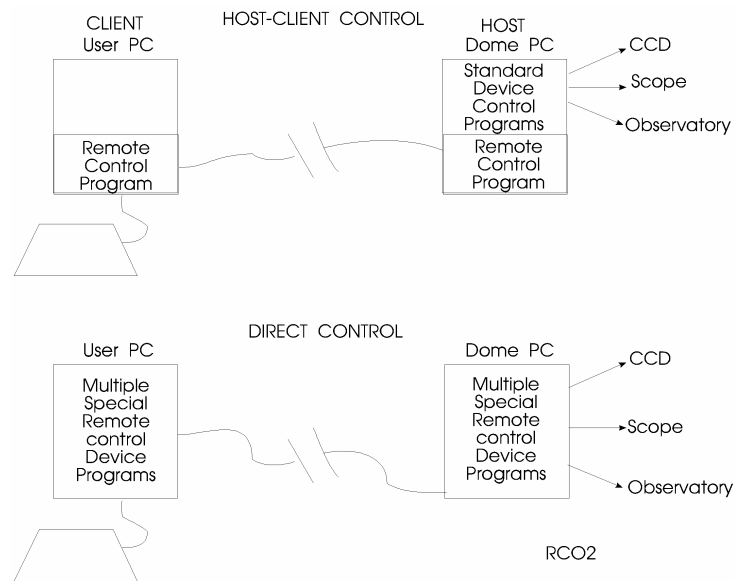 HOST-CLIENT CONTROL
CLIENT
User PC
Remote
Control
Program
HOST
Dome PC
Standard
Device
Control
Programs
Remote
Control
Program
CCD
Scope
Observatory
DIRECT CONTROL
User PC
Multiple
Special
Remote
control
Device
Programs
Dome PC
Multiple
Special
Remote
control
Device
Programs
CCD
Scope
Observatory
RCO2